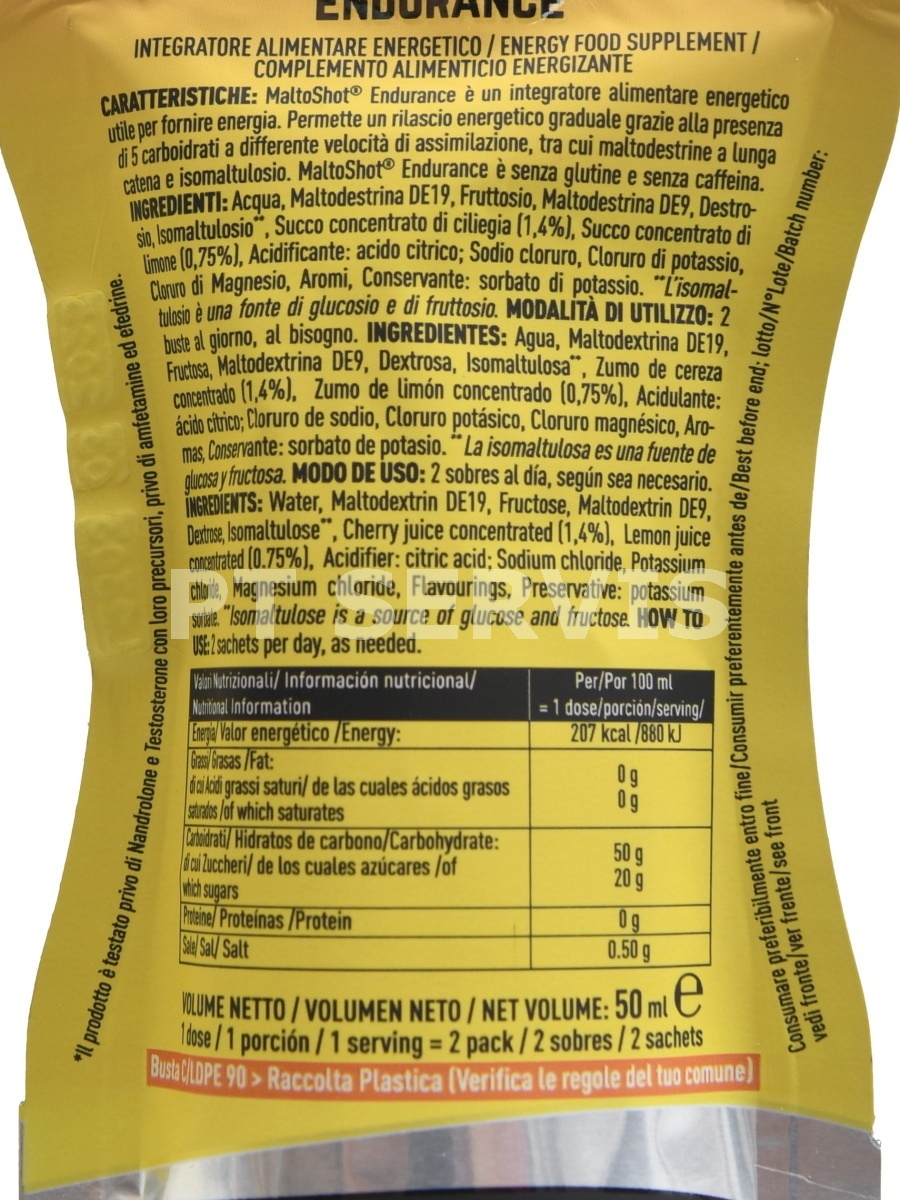 ENDURANCE
INTEGRATORE ALIMENTARE ENERGETICO / ENERGY FOOD SUPPLEMENT /
COMPLEMENTO ALIMENTICIO ENERGIZANTE
CARATTERISTICHE: MaltoShot® Endurance è un integratore alimentare energetico
utile per fornire energia. Permette un rilascio energetico graduale grazie alla presenza
di 5 carboidrati a differente velocità di assimilazione, tra cui maltodestrine a lunga
catena e isomaltulosio. MaltoShot® Endurance è senza glutine e senza caffeina.
INGREDIENTI: Acqua, Maltodestrina DE19, Fruttosio, Maltodestrina DE9, Destro-
sio, Isomaltulosio**, Succo concentrato di ciliegia (1,4%), Succo concentrato di
limone (0,75%), Acidificante: acido citrico; Sodio cloruro, Cloruro di potassio,
Cloruro di Magnesio, Aromi, Conservante: sorbato di potassio. **L'isomal-
tulosio è una fonte di glucosio e di fruttosio. MODALITÀ DI UTILIZZO: 2
buste al giorno, al bisogno. INGREDIENTES: Agua, Maltodextrina DE19,
Fructosa, Maltodextrina DE9, Dextrosa, Isomaltulosa**, Zumo de cereza
concentrado (1,4%), Zumo de limón concentrado (0,75%), Acidulante:
ácido cítrico; Cloruro de sodio, Cloruro potásico, Cloruro magnésico, Aro-
mas, Conservante: sorbato de potasio. **La isomaltulosa es una fuente de
glucosa y fructosa. MODO DE USO: 2 sobres al día, según sea necesario.
INGREDIENTS: Water, Maltodextrin DE19, Fructose, Maltodextrin DE9,
Dextrose, Isomaltulose**, Cherry juice concentrated (1,4%), Lemon juice
concentrated (0.75%), Acidifier: citric acid; Sodium chloride, Potassium
chloride, Magnesium chloride, Flavourings, Preservative: potassium
sorbate. **Isomaltulose is a source of glucose and fructose. HOW TO
USE: 2 sachets per day, as needed.
PT SERVIS
Valori Nutrizionali/ Información nutricional/
Nutritional Information
Per/Por 100 ml
= 1 dose/porción/serving/
Energia/ Valor energético /Energy:
207 kcal /880 kJ
Grassi/ Grasas /Fat:
0 g
di cui Acidi grassi saturi/ de las cuales ácidos grasos
saturados /of which saturates
0 g
Carboidrati/ Hidratos de carbono/Carbohydrate:
50 g
di cui Zuccheri/ de los cuales azúcares /of
which sugars
20 g
Proteine/ Proteínas /Protein
0 g
Sale/ Sal/ Salt
0.50 g
VOLUME NETTO / VOLUMEN NETO / NET VOLUME: 50 ml e
1 dose / 1 porción / 1 serving = 2 pack / 2 sobres / 2 sachets
Busta C/LDPE 90 > Raccolta Plastica (Verifica le regole del tuo comune)
*Il prodotto è testato privo di Nandrolone e Testosterone con loro precursori, privo di amfetamine ed efedrine.
Consumare preferibilmente entro fine/Consumir preferentemente antes de/Best before end; lotto/N°Lote/Batch number:
vedi fronte/ver frente/see front